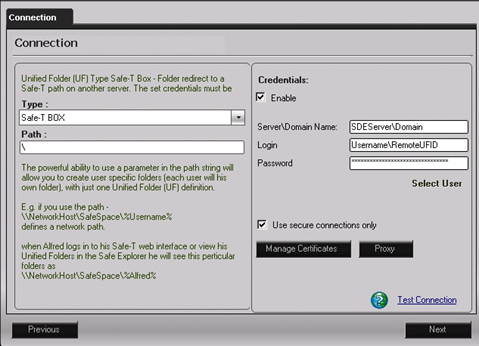 Connection
Connection
Unified Folder (UF) Type Safe-T Box - Folder redirect to a
Safe-T path on another server. The set credentials must be
Type :
Safe-T BOX
Path :
\
The powerful ability to use a parameter in the path string will
allow you to create user specific folders (each user will his
own folder), with just one Unified Folder (UF) definition.
E.g. if you use the path -
\\NetworkHost\SafeSpace\%Username%
defines a network path.
when Alfred logs in to his Safe-T web interface or view his
Unified Folders in the Safe Explorer he will see this perticular
folders as
\\NetworkHost\SafeSpace\%Alfred%
Credentials:
Enable
Server\Domain Name:
SDEServer\Domain
Login
Username\RemoteUFID
Password
Select User
Use secure connections only
Manage Certificates
Proxy
Test Connection
Previous
Next